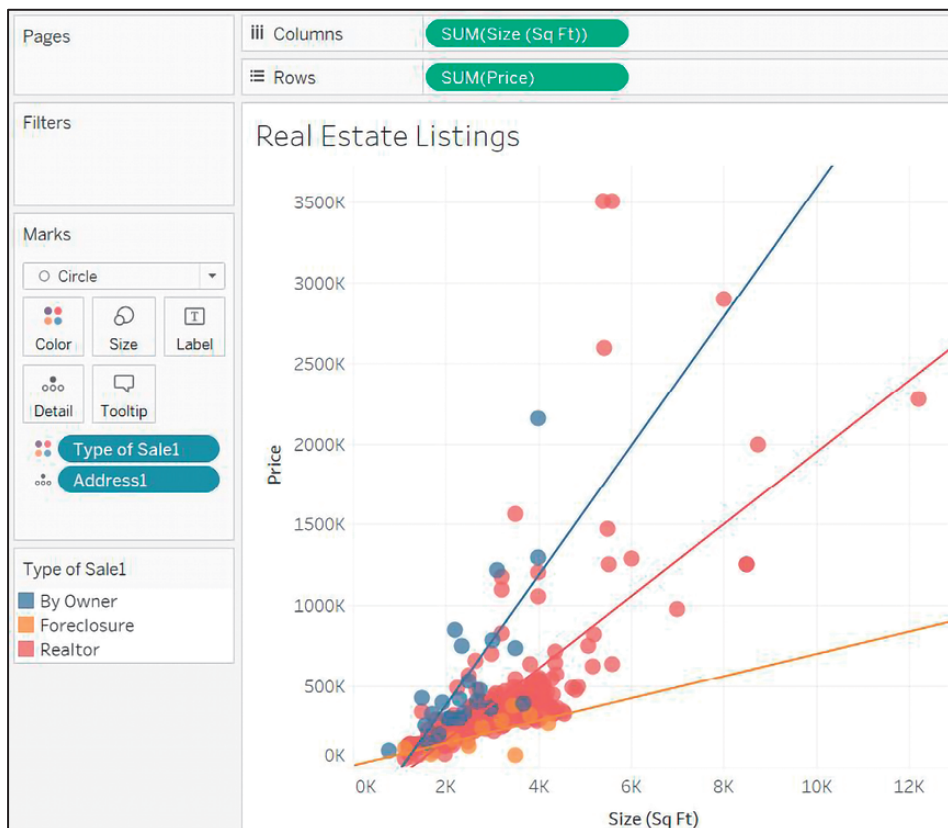 Pages
Columns SUM(Size (Sq Ft))
Rows SUM(Price)
Filters
Marks
Circle
Color Size Label
Detail Tooltip
Type of Sale1
Address1
Type of Sale1
By Owner
Foreclosure
Realtor
Real Estate Listings
3500K
3000K
2500K
2000K
1500K
1000K
500K
0K
Price
0K 2K 4K 6K 8K 10K 12K
Size (Sq Ft)